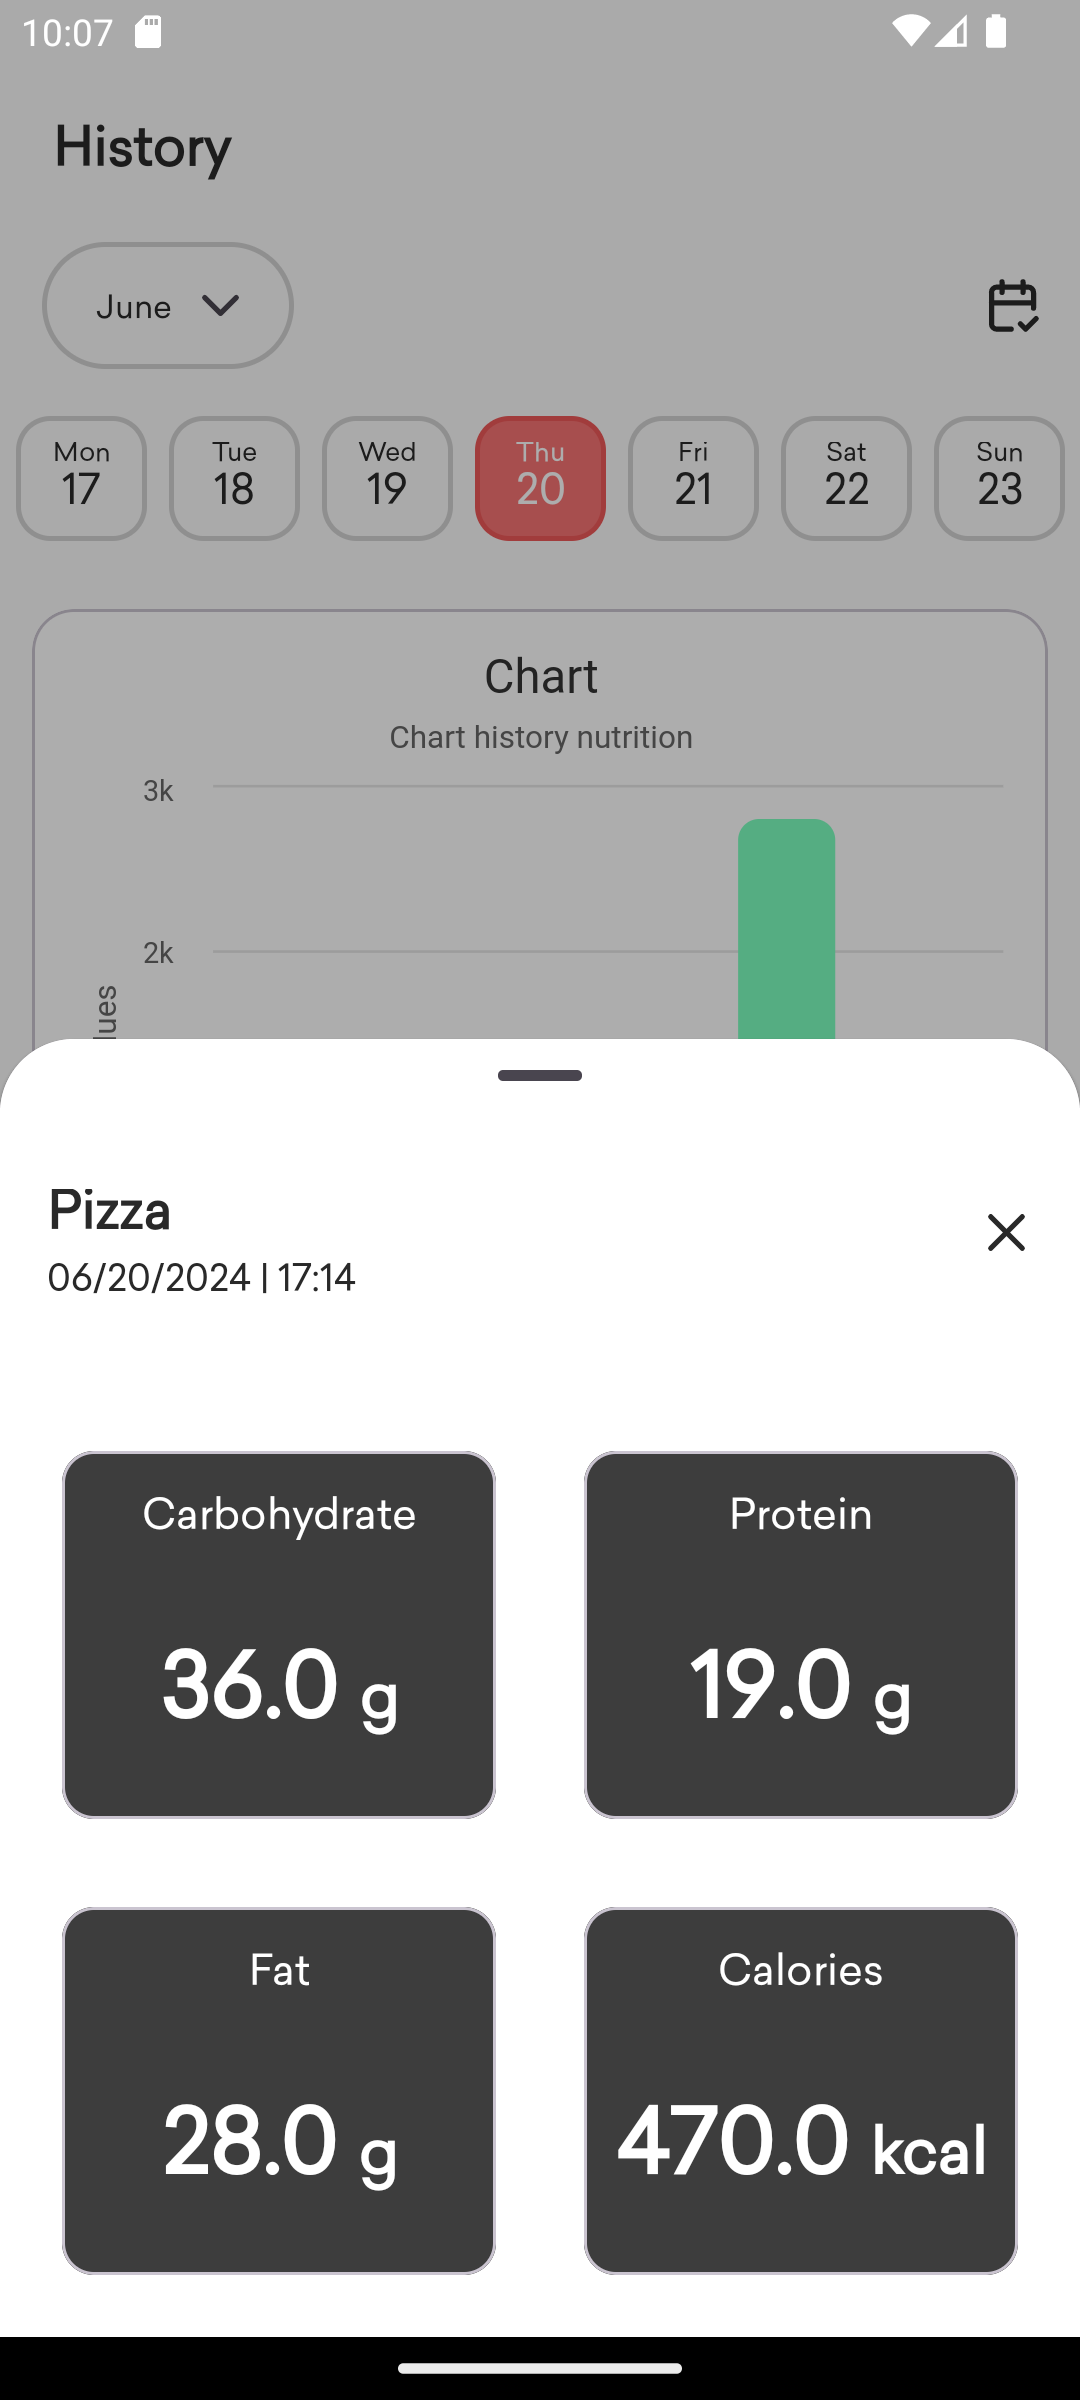 10:07
History
June
Mon Tue Wed Thu Fri Sat Sun
17 18 19 20 21 22 23
Chart
Chart history nutrition
3k
2k
Pizza
06/20/2024 | 17:14
Carbohydrate
36.0 g
Protein
19.0 g
Fat
28.0 g
Calories
470.0 kcal